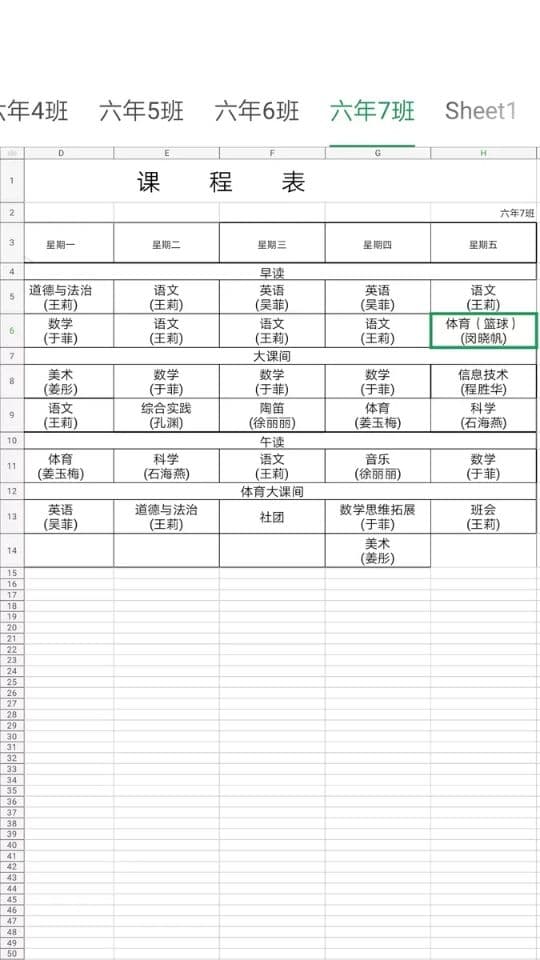 六年4班 六年5班 六年6班 六年7班 Sheet1
D E F G H
1 课 程 表
2 六年7班
3 星期一 星期二 星期三 星期四 星期五
4 早读
5 道德与法治 语文 英语 英语 语文
(王莉) (王莉) (吴菲) (吴菲) (王莉)
6 数学 语文 语文 语文 体育（篮球）
(于菲) (王莉) (王莉) (王莉) (闵晓帆)
7 大课间
8 美术 数学 数学 数学 信息技术
(姜彤) (于菲) (于菲) (于菲) (程胜华)
9 语文 综合实践 陶笛 体育 科学
(王莉) (孔渊) (徐丽丽) (姜玉梅) (石海燕)
10 午读
11 体育 科学 语文 音乐 数学
(姜玉梅) (石海燕) (王莉) (徐丽丽) (于菲)
12 体育大课间
13 英语 道德与法治 社团 数学思维拓展 班会
(吴菲) (王莉) (于菲) (王莉)
14 美术
(姜彤)
15
16
17
18
19
20
21
22
23
24
25
26
27
28
29
30
31
32
33
34
35
36
37
38
39
40
41
42
43
44
45
46
47
48
49
50